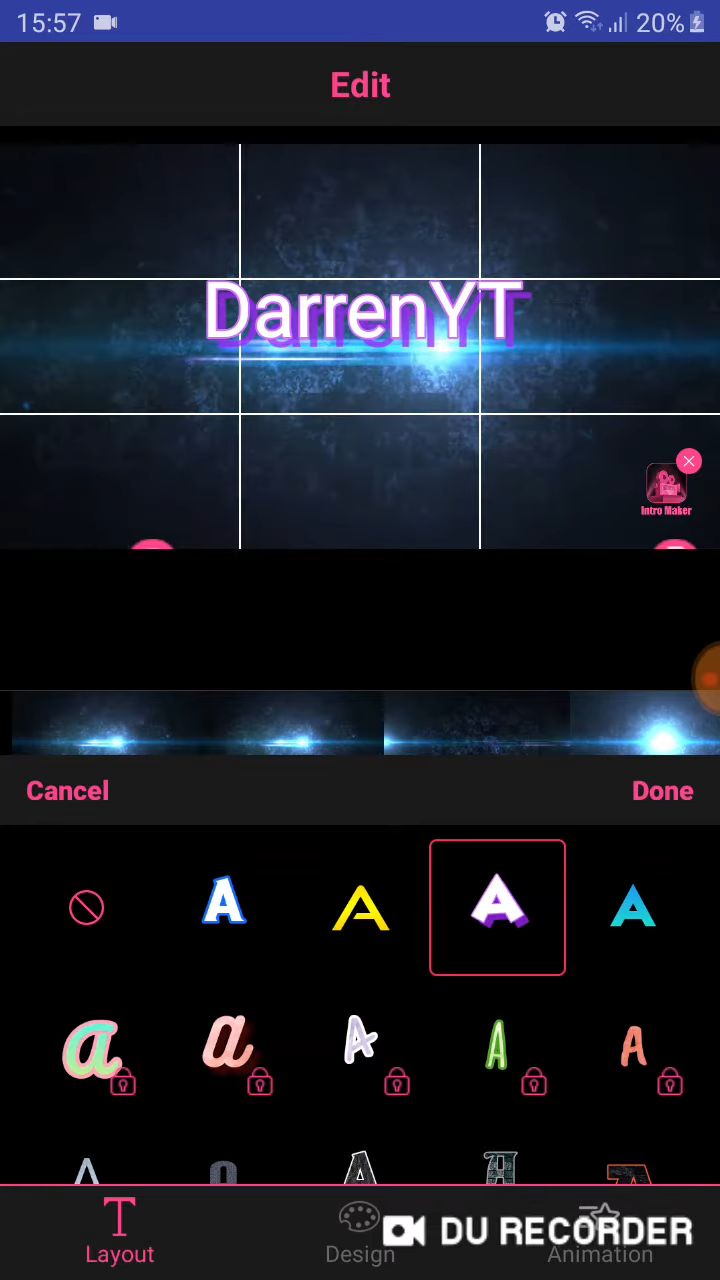 15:57
20%
Edit
DarrenYT
Intro Maker
Cancel
Done
A
A
A
A
a
a
A
A
A
T
Layout
Design
Animation
DU RECORDER